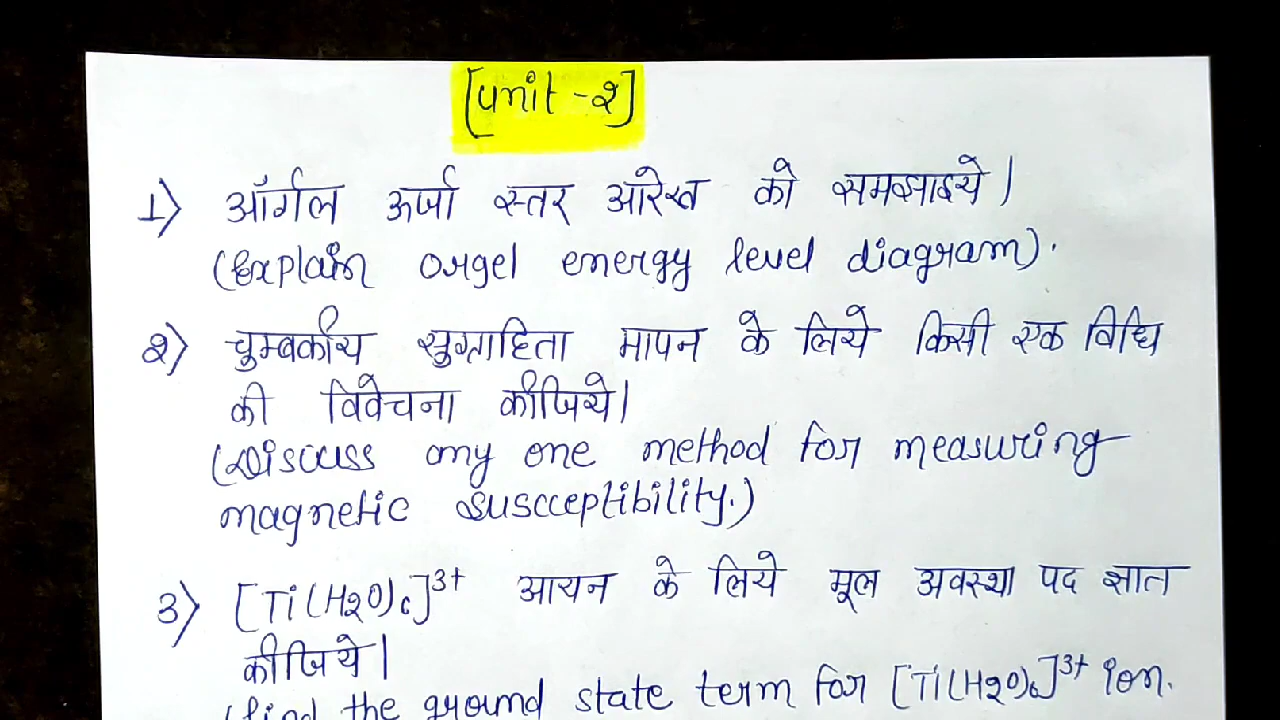 [Unit -2]
1) ऑर्गल ऊर्जा स्तर आरेख को समझाइये।
(Explain orgel energy level diagram).
2) चुम्बकीय सुग्राहिता मापन के लिये किसी एक विधि
की विवेचना कीजिये।
(Discuss any one method for measuring
magnetic susccceptibility.)
3) [Ti(H2O)6]3+ आयन के लिये मूल अवस्था पद ज्ञात
कीजिये।
(find the ground state term for [Ti(H2O)6]3+ ion.